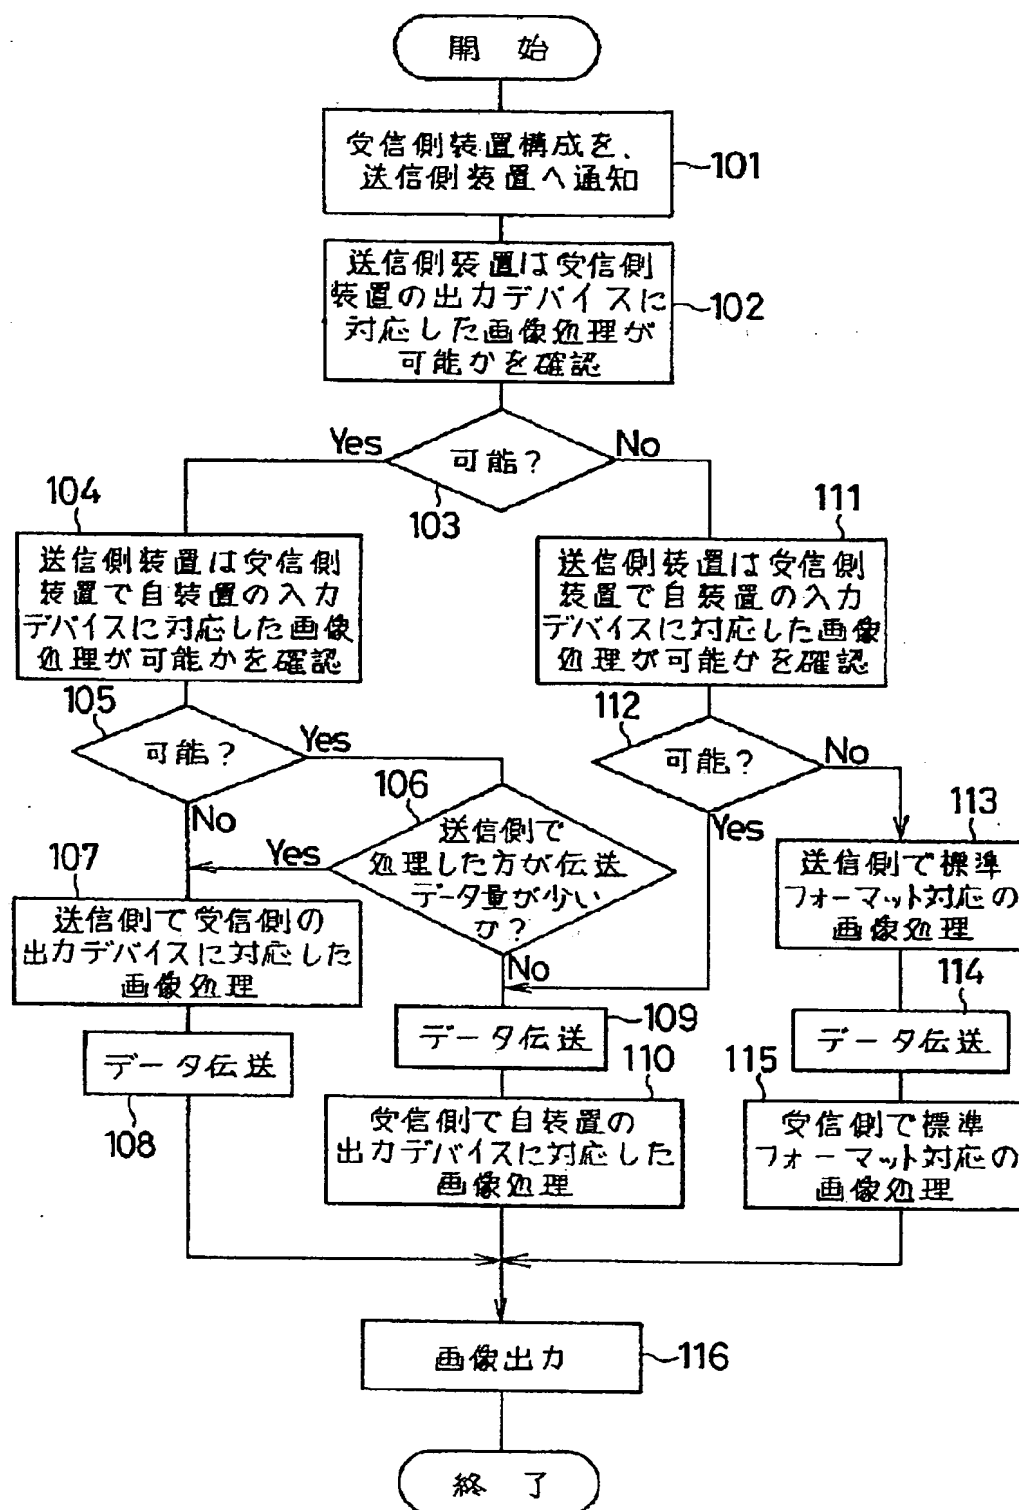 開 始
受信側装置構成を、
送信側装置へ通知
101
送信側装置は受信側
装置の出力デバイスに
対応した画像処理が
可能かを確認
102
Yes
可能?
No
103
104
送信側装置は受信側
装置で自装置の入力
デバイスに対応した画像
処理が可能かを確認
111
送信側装置は受信側
装置で自装置の入力
デバイスに対応した画像
処理が可能かを確認
105
可能?
Yes
No
112
可能?
No
Yes
106
送信側で
処理した方が伝送
データ量が少い
か?
Yes
No
113
送信側で標準
フォーマット対応の
画像処理
107
送信側で受信側の
出力デバイスに対応した
画像処理
データ伝送
108
データ伝送
109
114
データ伝送
110
受信側で自装置の
出力デバイスに対応した
画像処理
115
受信側で標準
フォーマット対応の
画像処理
画像出力
116
終 了